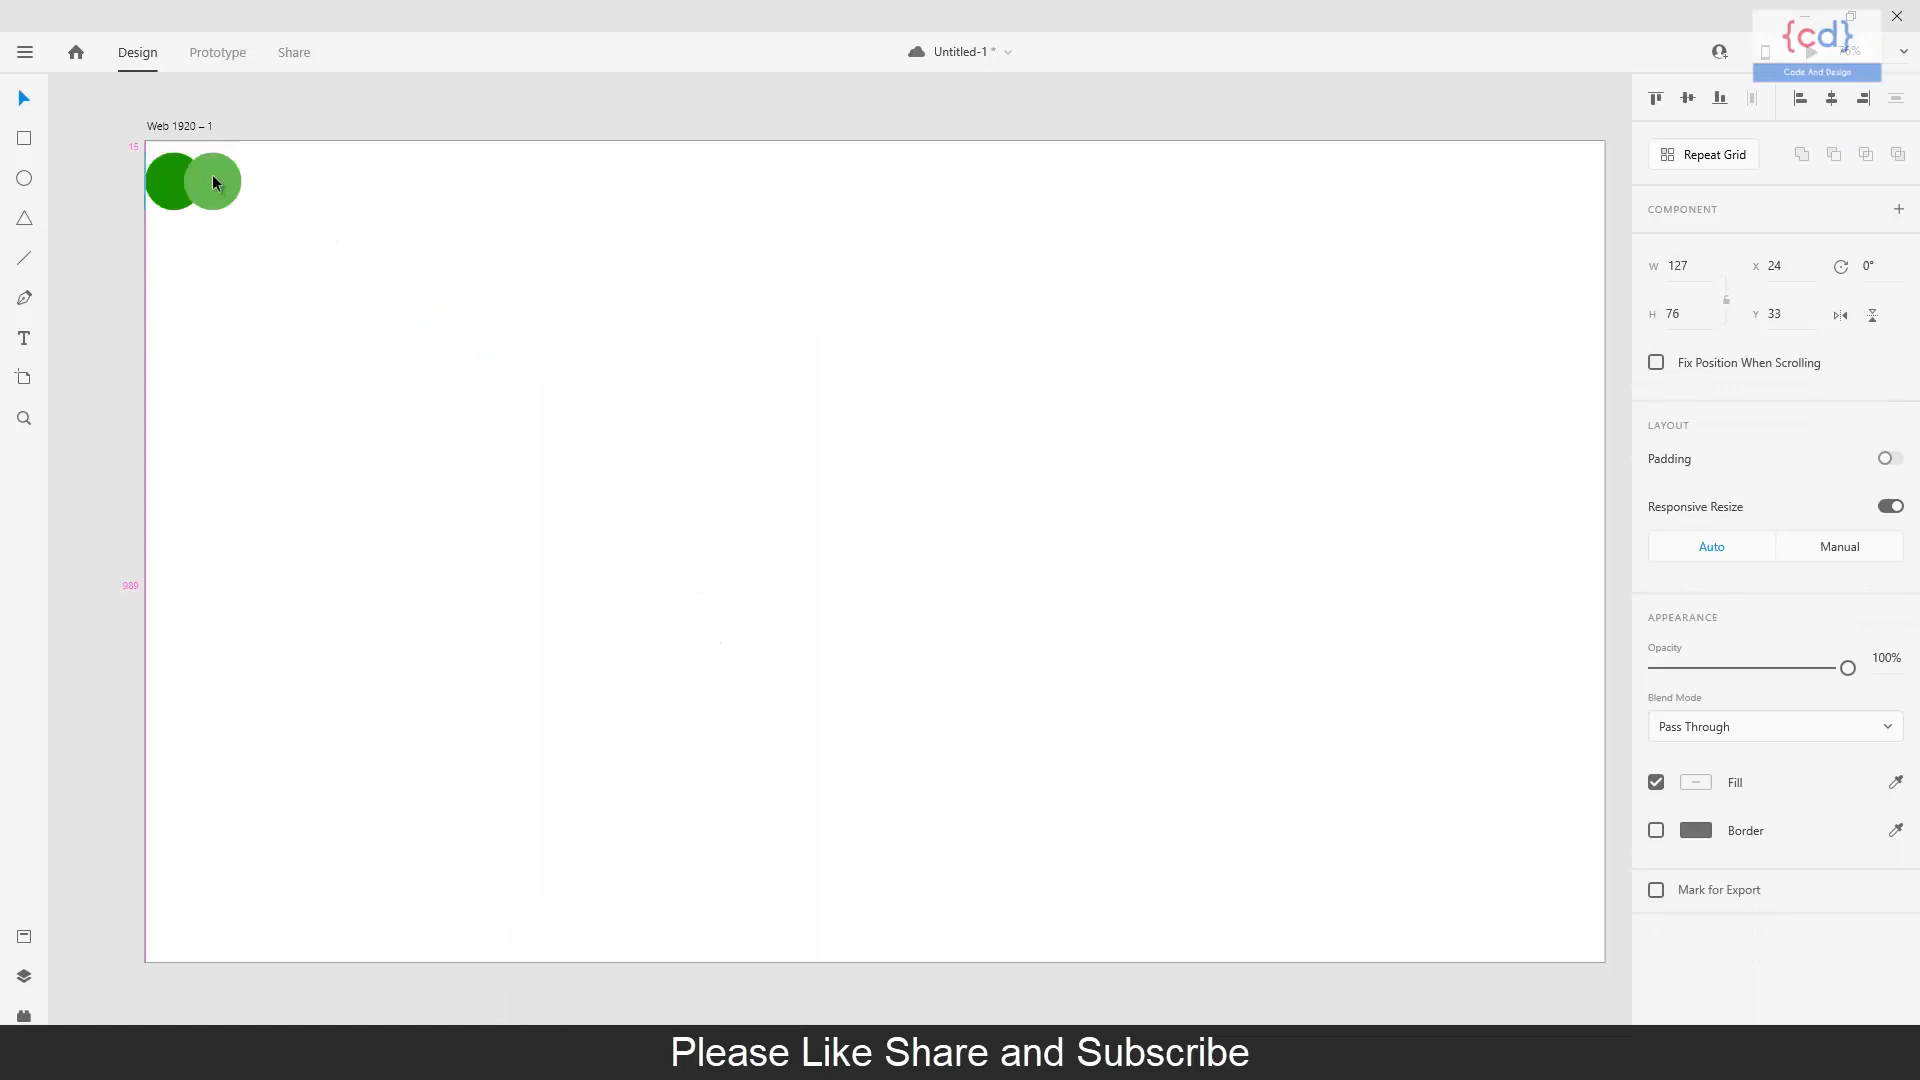 {cd}
Code And Design
Design
Prototype
Share
Untitled-1 *
Web 1920 – 1
15
989
Repeat Grid
COMPONENT
W 127
X 24
0°
H 76
Y 33
Fix Position When Scrolling
LAYOUT
Padding
Responsive Resize
Auto
Manual
APPEARANCE
Opacity
100%
Blend Mode
Pass Through
Fill
Border
Mark for Export
Please Like Share and Subscribe